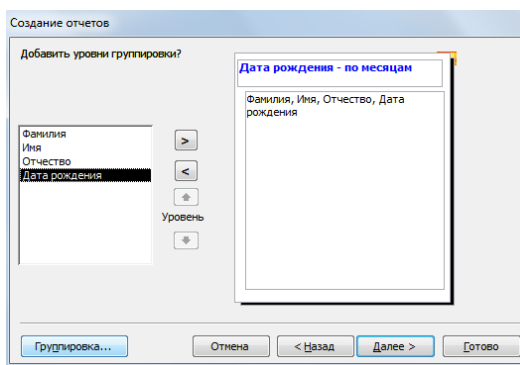 Создание отчетов
Добавить уровни группировки?
Дата рождения - по месяцам
Фамилия, Имя, Отчество, Дата
рождения
Фамилия
Имя
Отчество
Дата рождения
>
<
Уровень
Группировка...
Отмена
< Назад
Далее >
Готово